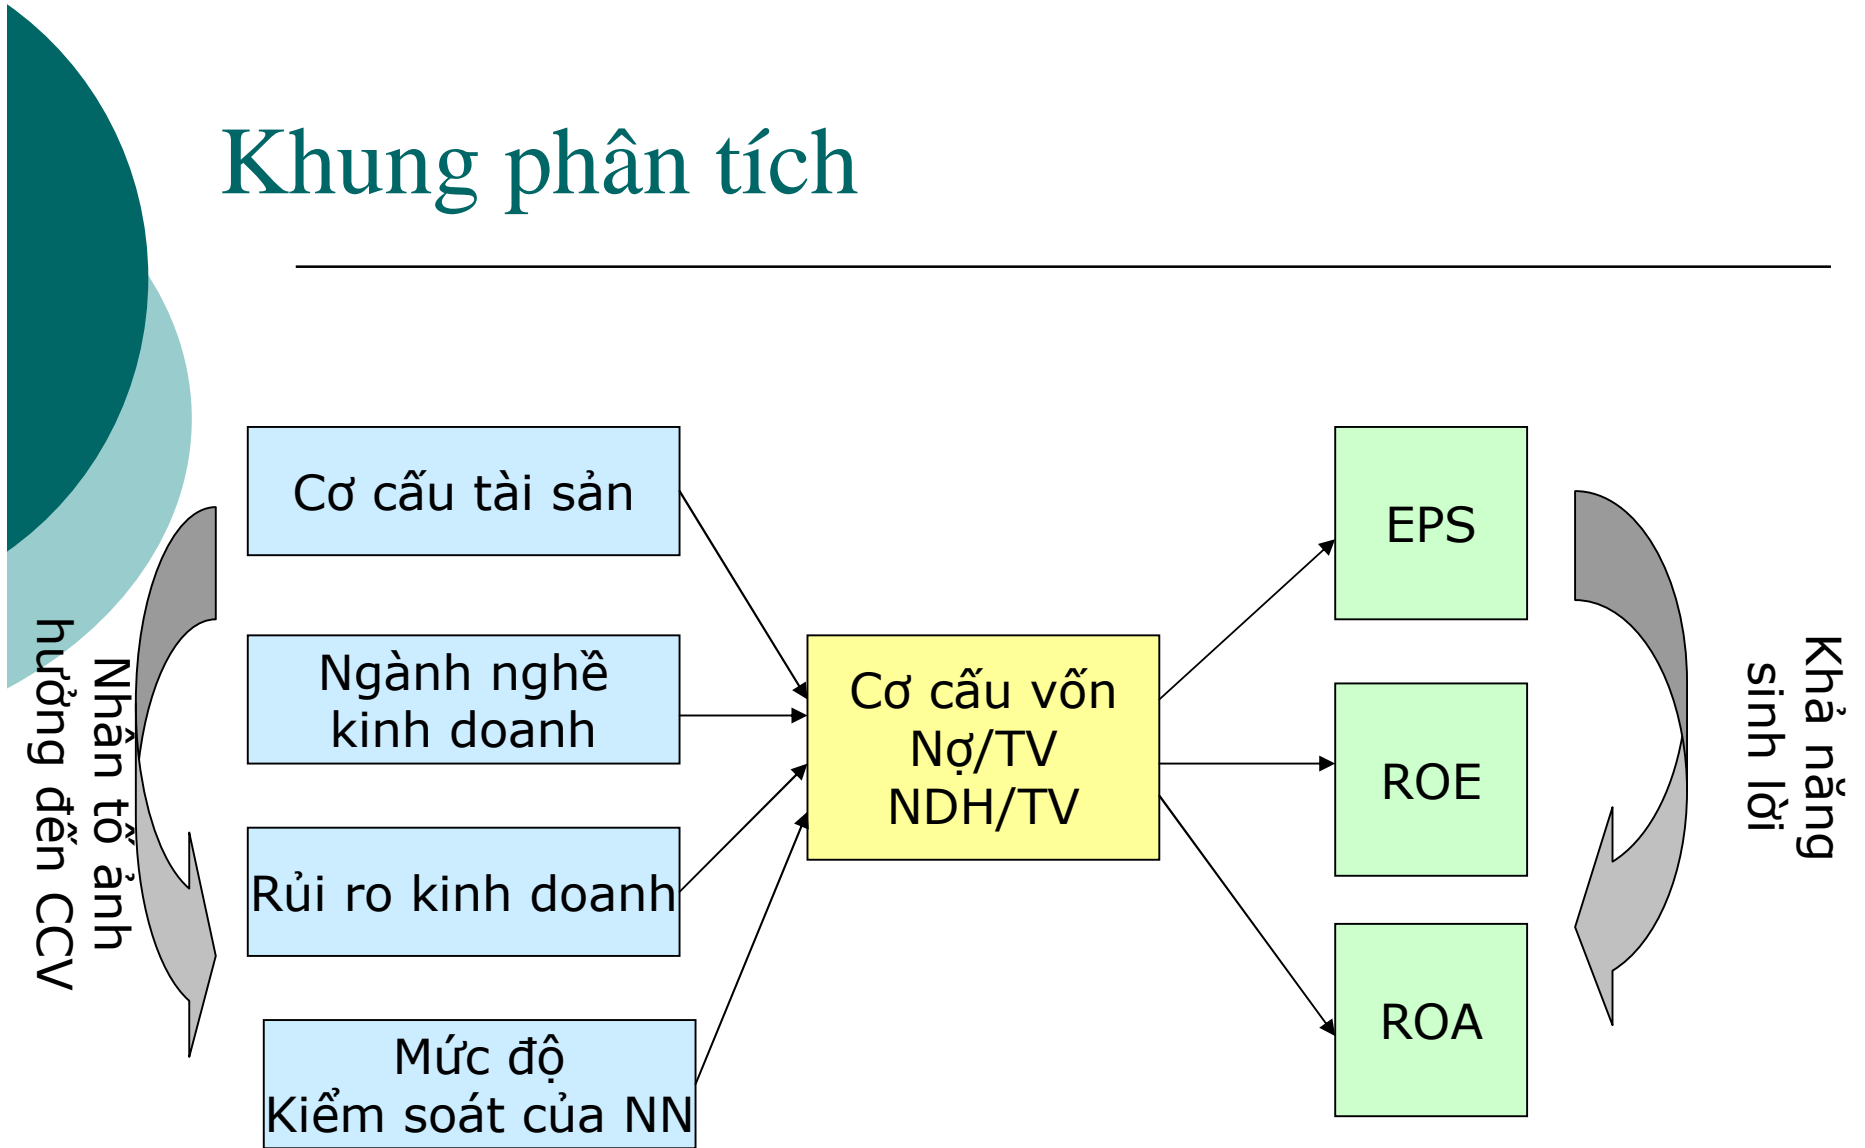 Khung phân tích
Nhân tố ảnh
hưởng đến CCV
Cơ cấu tài sản
Ngành nghề
kinh doanh
Rủi ro kinh doanh
Mức độ
Kiểm soát của NN
Cơ cấu vốn
Nợ/TV
NDH/TV
EPS
ROE
ROA
Khả năng
sinh lời